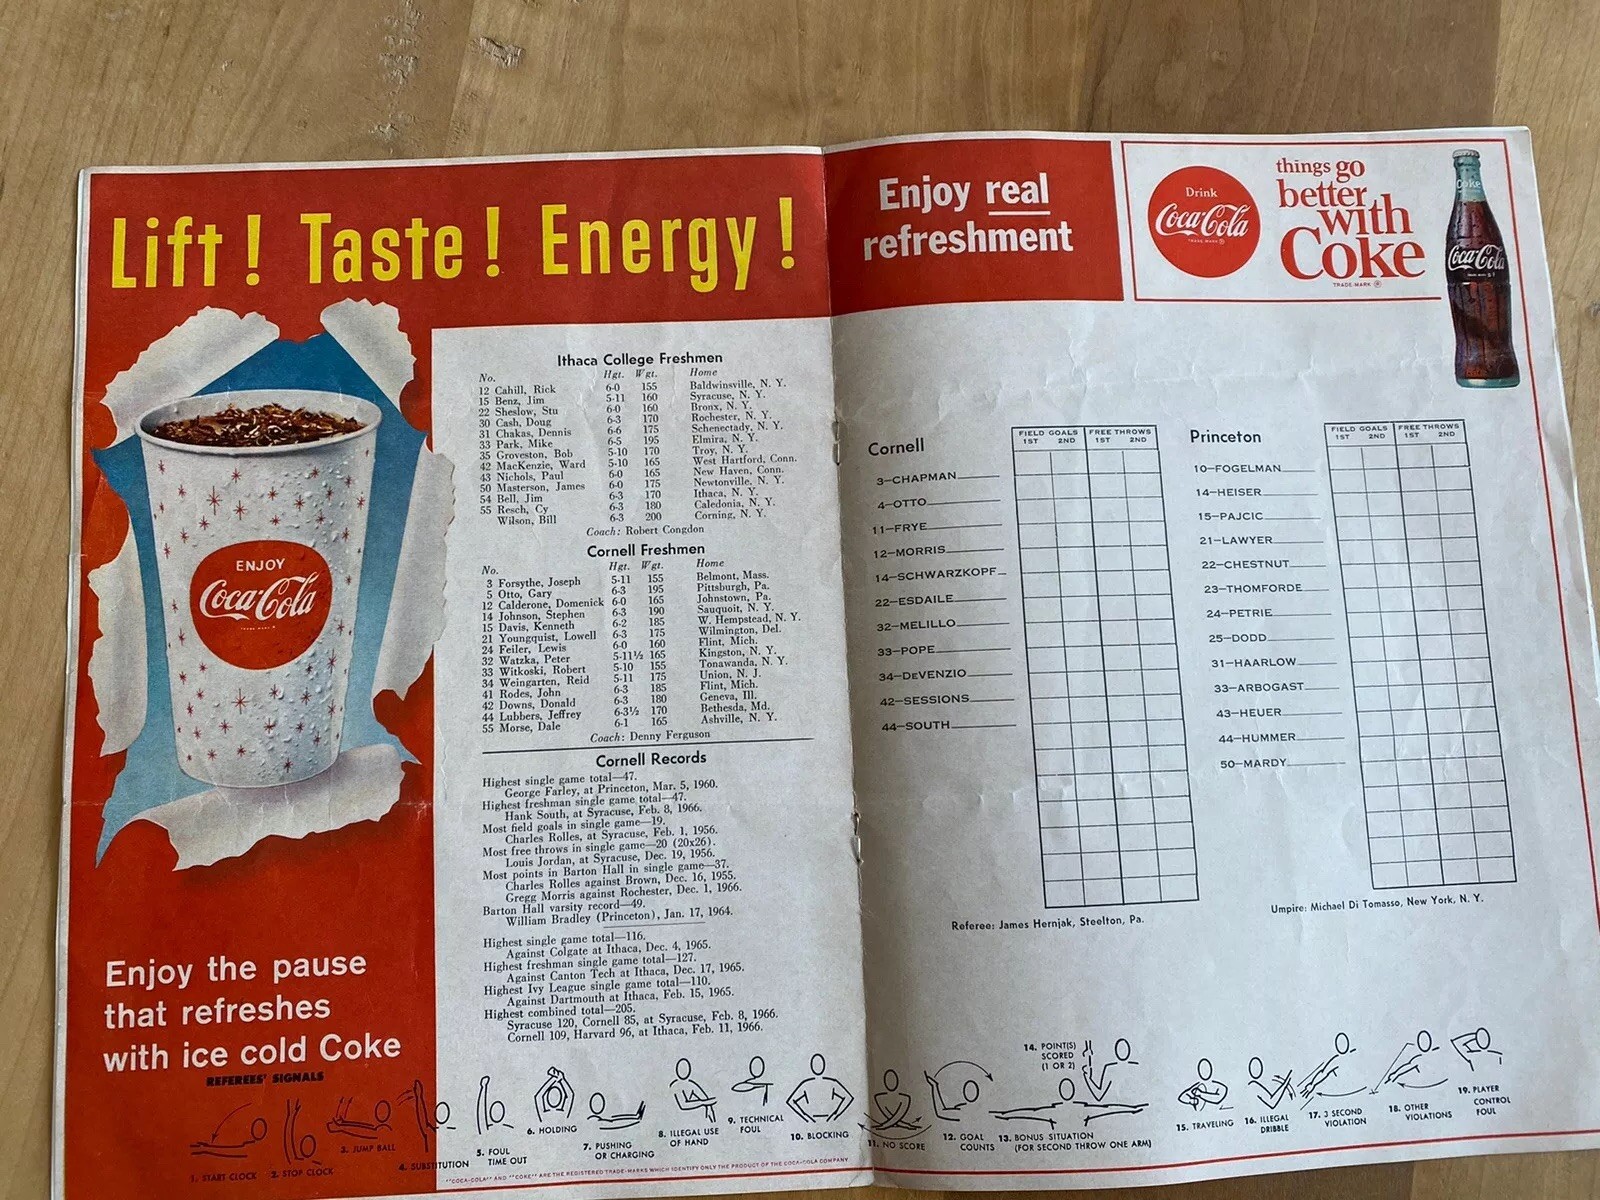 Lift! Taste! Energy!
ENJOY
Coca-Cola
TRADE-MARK ®
Enjoy the pause
that refreshes
with ice cold Coke
Ithaca College Freshmen
No. Hgt. Wgt. Home
12 Cahill, Rick 6-0 155 Baldwinsville, N. Y.
15 Benz, Jim 5-11 160 Syracuse, N. Y.
22 Sheslow, Stu 6-0 160 Bronx, N. Y.
30 Cash, Doug 6-3 170 Rochester, N. Y.
31 Chakas, Dennis 6-6 175 Schenectady, N. Y.
33 Park, Mike 6-5 195 Elmira, N. Y.
35 Groveston, Bob 5-10 170 Troy, N. Y.
42 MacKenzie, Ward 5-10 165 West Hartford, Conn.
43 Nichols, Paul 6-0 165 New Haven, Conn.
50 Masterson, James 6-0 175 Newtonville, N. Y.
54 Bell, Jim 6-3 170 Ithaca, N. Y.
55 Resch, Cy 6-3 180 Caledonia, N. Y.
Wilson, Bill 6-3 200 Corning, N. Y.
Coach: Robert Congdon
Cornell Freshmen
No. Hgt. Wgt. Home
3 Forsythe, Joseph 5-11 155 Belmont, Mass.
5 Otto, Gary 6-3 195 Pittsburgh, Pa.
12 Calderone, Domenick 6-0 165 Johnstown, Pa.
14 Johnson, Stephen 6-3 190 Sauquoit, N. Y.
15 Davis, Kenneth 6-2 185 W. Hempstead, N. Y.
21 Youngquist, Lowell 6-3 175 Wilmington, Del.
24 Feiler, Lewis 6-0 160 Flint, Mich.
32 Watzka, Peter 5-11½ 165 Kingston, N. Y.
33 Witkoski, Robert 5-10 155 Tonawanda, N. Y.
34 Weingarten, Reid 5-11 175 Union, N. J.
41 Rodes, John 6-3 185 Flint, Mich.
42 Downs, Donald 6-3 180 Geneva, Ill.
44 Lubbers, Jeffrey 6-3½ 170 Bethesda, Md.
55 Morse, Dale 6-1 165 Ashville, N. Y.
Coach: Denny Ferguson
Cornell Records
Highest single game total—47.
George Farley, at Princeton, Mar. 5, 1960.
Highest freshman single game total—47.
Hank South, at Syracuse, Feb. 8, 1966.
Most field goals in single game—19.
Charles Rolles, at Syracuse, Feb. 1, 1956.
Most free throws in single game—20 (20x26).
Louis Jordan, at Syracuse, Dec. 19, 1956.
Most points in Barton Hall in single game—37.
Charles Rolles against Brown, Dec. 16, 1955.
Gregg Morris against Rochester, Dec. 1, 1966.
Barton Hall varsity record—49.
William Bradley (Princeton), Jan. 17, 1964.
Highest single game total—116.
Against Colgate at Ithaca, Dec. 4, 1965.
Highest freshman single game total—127.
Against Canton Tech at Ithaca, Dec. 17, 1965.
Highest Ivy League single game total—110.
Against Dartmouth at Ithaca, Feb. 15, 1965.
Highest combined total—205.
Syracuse 120, Cornell 85, at Syracuse, Feb. 8, 1966.
Cornell 109, Harvard 96, at Ithaca, Feb. 11, 1966.
Enjoy real
refreshment
Drink
Coca-Cola
TRADE-MARK ®
things go
better
with
Coke
TRADE-MARK ®
Coke
Coca-Cola
Cornell
FIELD GOALS FREE THROWS
1ST 2ND 1ST 2ND
3—CHAPMAN
4—OTTO
11—FRYE
12—MORRIS
14—SCHWARZKOPF
22—ESDAILE
32—MELILLO
33—POPE
34—DeVENZIO
42—SESSIONS
44—SOUTH
Referee: James Hernjak, Steelton, Pa.
Princeton
FIELD GOALS FREE THROWS
1ST 2ND 1ST 2ND
10—FOGELMAN
14—HEISER
15—PAJCIC
21—LAWYER
22—CHESTNUT
23—THOMFORDE
24—PETRIE
25—DODD
31—HAARLOW
33—ARBOGAST
43—HEUER
44—HUMMER
50—MARDY
Umpire: Michael Di Tomasso, New York, N. Y.
REFEREES' SIGNALS
1. START CLOCK
2. STOP CLOCK
3. JUMP BALL
4. SUBSTITUTION
5. FOUL
TIME OUT
6. HOLDING
7. PUSHING
OR CHARGING
8. ILLEGAL USE
OF HAND
9. TECHNICAL
FOUL
10. BLOCKING
11. NO SCORE
12. GOAL
COUNTS
13. BONUS SITUATION
(FOR SECOND THROW ONE ARM)
14. POINT(S)
SCORED
(1 OR 2)
15. TRAVELING
16. ILLEGAL
DRIBBLE
17. 3 SECOND
VIOLATION
18. OTHER
VIOLATIONS
19. PLAYER
CONTROL
FOUL
"COCA-COLA" AND "COKE" ARE THE REGISTERED TRADE-MARKS WHICH IDENTIFY ONLY THE PRODUCT OF THE COCA-COLA COMPANY.